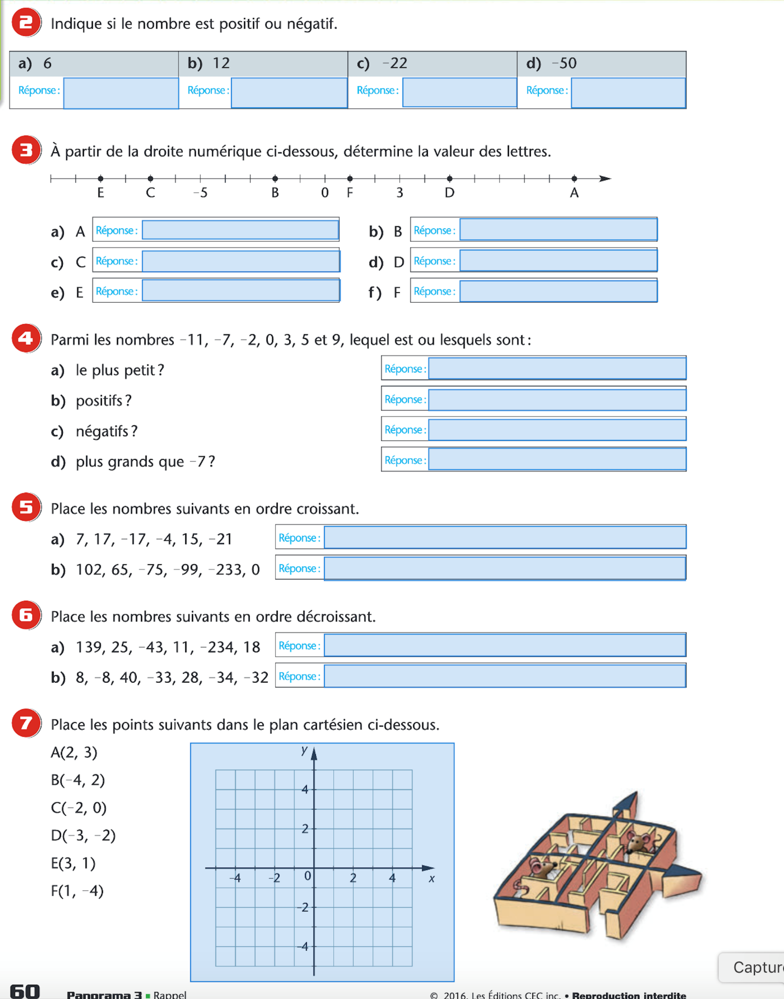 2 Indique si le nombre est positif ou négatif.
a) 6 b) 12 c) -22 d) -50
Réponse : Réponse : Réponse : Réponse :
3 À partir de la droite numérique ci-dessous, détermine la valeur des lettres.
E C -5 B 0 F 3 D A
a) A Réponse : b) B Réponse :
c) C Réponse : d) D Réponse :
e) E Réponse : f) F Réponse :
4 Parmi les nombres -11, -7, -2, 0, 3, 5 et 9, lequel est ou lesquels sont :
a) le plus petit ? Réponse :
b) positifs ? Réponse :
c) négatifs ? Réponse :
d) plus grands que -7 ? Réponse :
5 Place les nombres suivants en ordre croissant.
a) 7, 17, -17, -4, 15, -21 Réponse :
b) 102, 65, -75, -99, -233, 0 Réponse :
6 Place les nombres suivants en ordre décroissant.
a) 139, 25, -43, 11, -234, 18 Réponse :
b) 8, -8, 40, -33, 28, -34, -32 Réponse :
7 Place les points suivants dans le plan cartésien ci-dessous.
A(2, 3)
B(-4, 2)
C(-2, 0)
D(-3, -2)
E(3, 1)
F(1, -4)
y
4
2
-4 -2 0 2 4 x
-2
-4
Captur
60 Panorama 3 ▪ Rappel © 2016, Les Éditions CEC inc. • Reproduction interdite